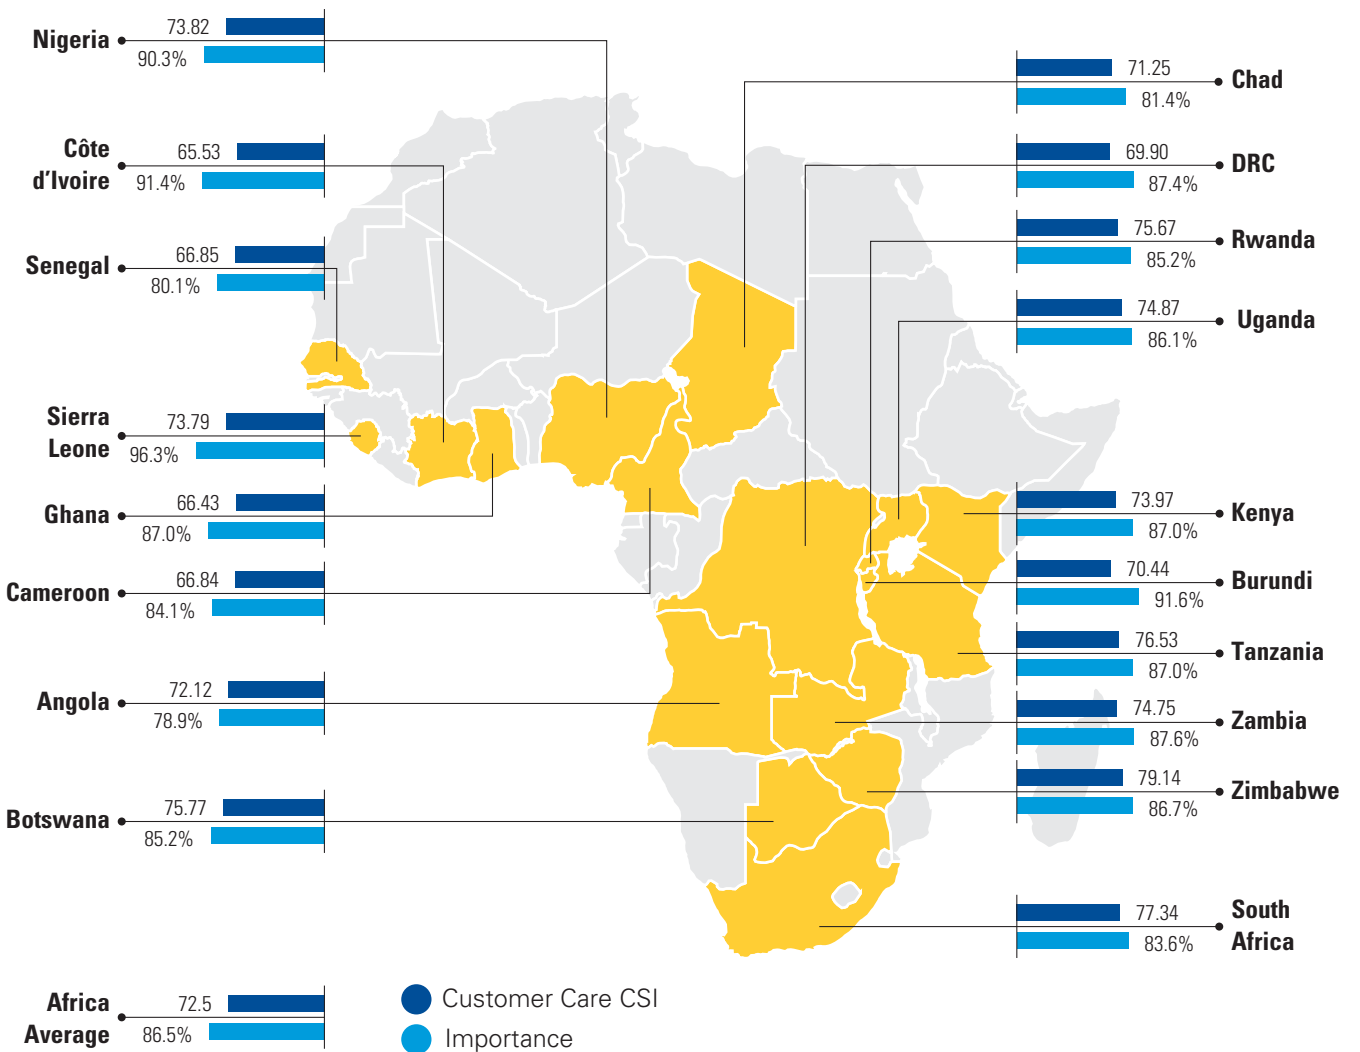 Nigeria
73.82
90.3%
Côte
d'Ivoire
65.53
91.4%
Senegal
66.85
80.1%
Sierra
Leone
73.79
96.3%
Ghana
66.43
87.0%
Cameroon
66.84
84.1%
Angola
72.12
78.9%
Botswana
75.77
85.2%
Africa
Average
72.5
86.5%
Chad
71.25
81.4%
DRC
69.90
87.4%
Rwanda
75.67
85.2%
Uganda
74.87
86.1%
Kenya
73.97
87.0%
Burundi
70.44
91.6%
Tanzania
76.53
87.0%
Zambia
74.75
87.6%
Zimbabwe
79.14
86.7%
South
Africa
77.34
83.6%
Customer Care CSI
Importance